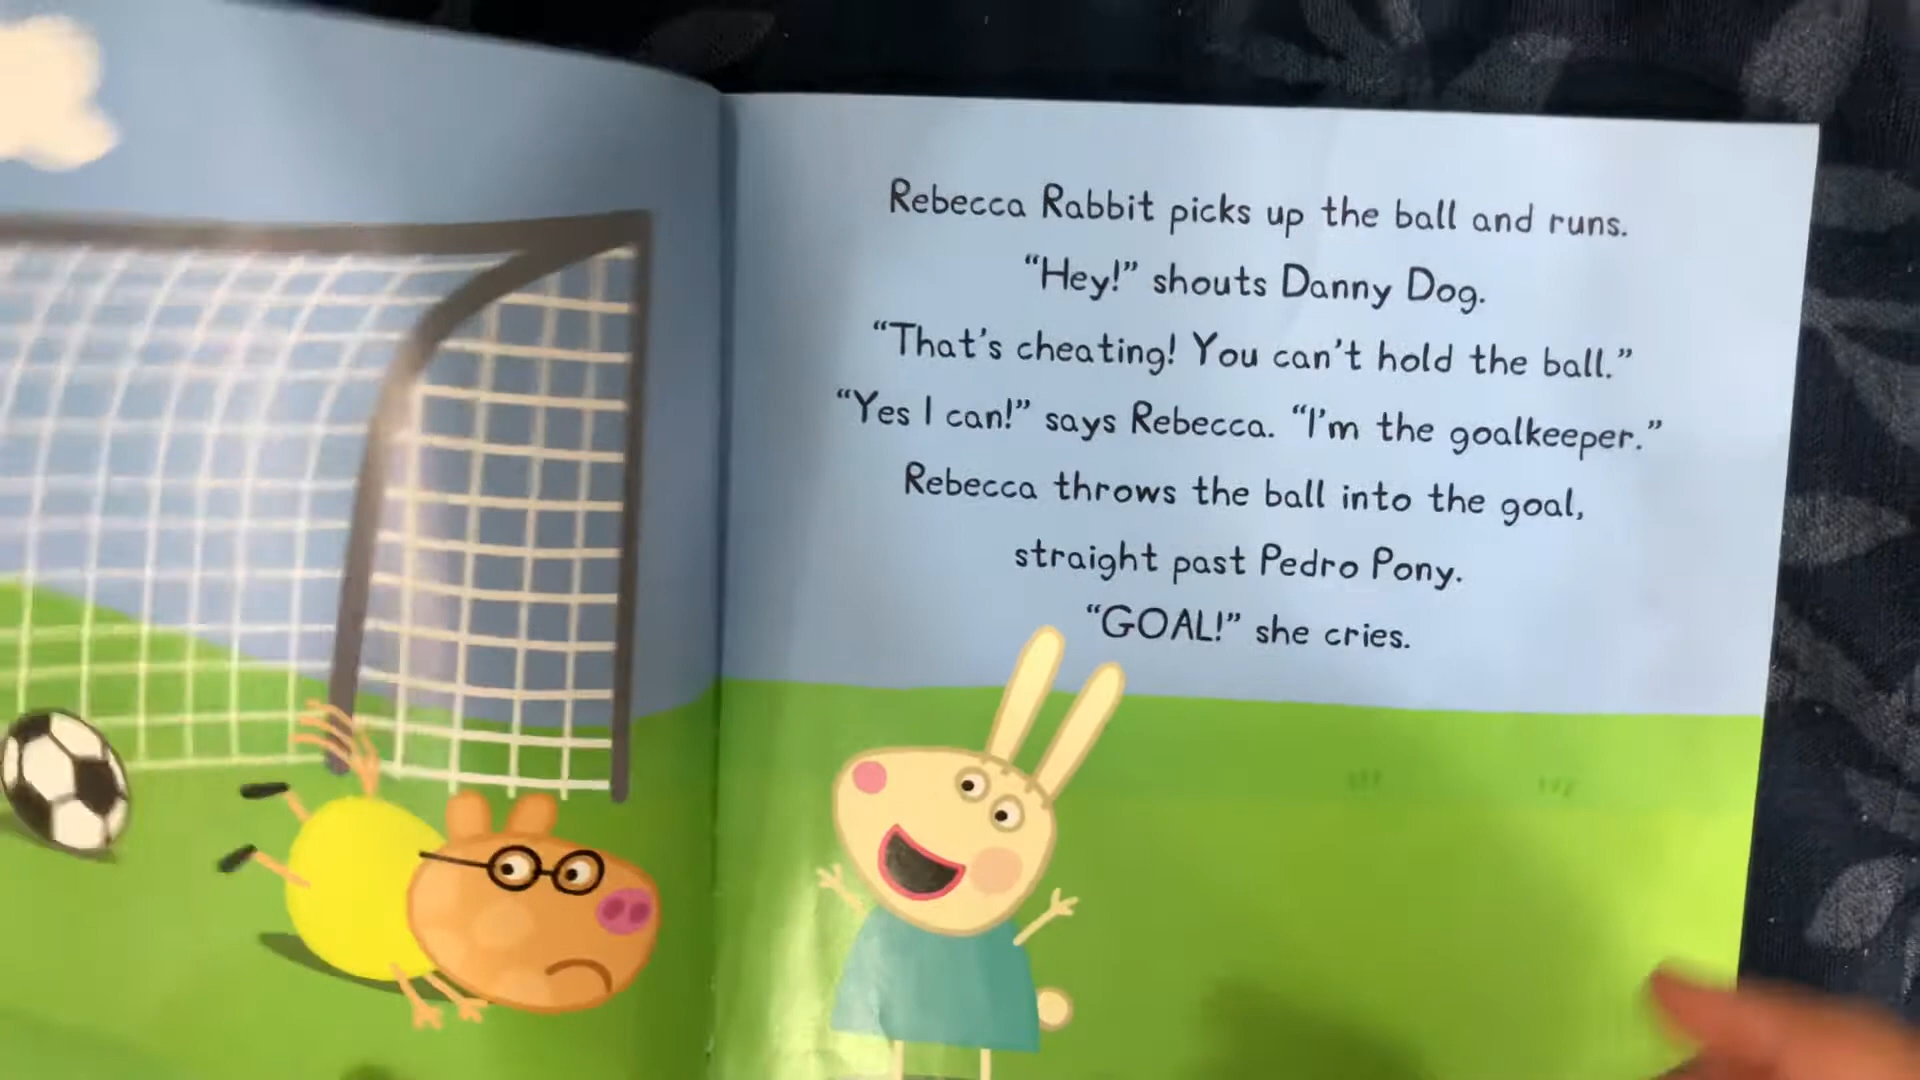 Rebecca Rabbit picks up the ball and runs.
“Hey!” shouts Danny Dog.
“That’s cheating! You can’t hold the ball.”
“Yes I can!” says Rebecca. “I’m the goalkeeper.”
Rebecca throws the ball into the goal,
straight past Pedro Pony.
“GOAL!” she cries.